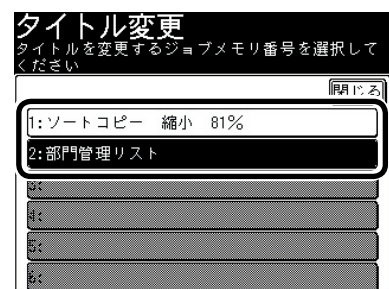 タイトル変更
タイトルを変更するジョブメモリ番号を選択して
ください
閉じる
1:ソートコピー 縮小 81%
2:部門管理リスト
3:
4:
5:
6: